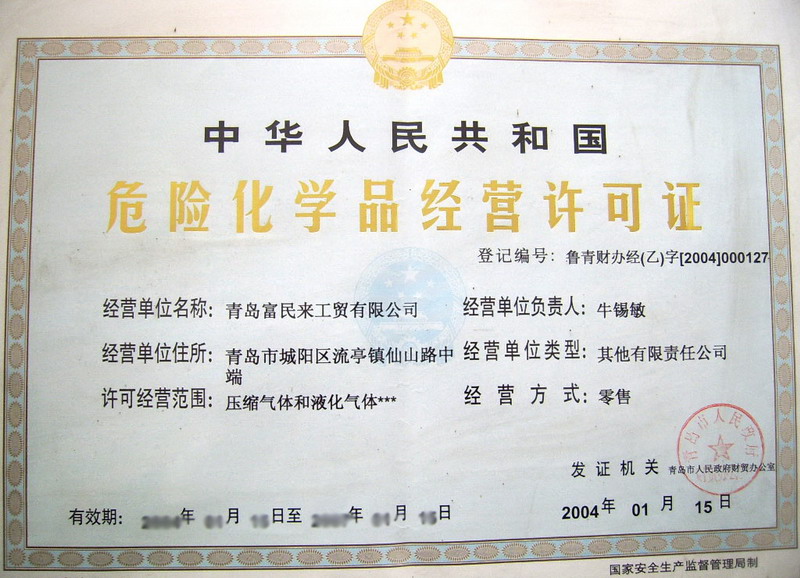 中华人民共和国
危险化学品经营许可证
登记编号：鲁青财办经(乙)字[2004]000127
经营单位名称：青岛富民来工贸有限公司
经营单位负责人：牛锡敏
经营单位住所：青岛市城阳区流亭镇仙山路中
端
经营单位类型：其他有限责任公司
许可经营范围：压缩气体和液化气体***
经营方式：零售
青岛市人民政府
发证机关 青岛市人民政府财贸办公室
有效期： 年 月 日至 年 月 日
2004年 01月 15日
国家安全生产监督管理局制